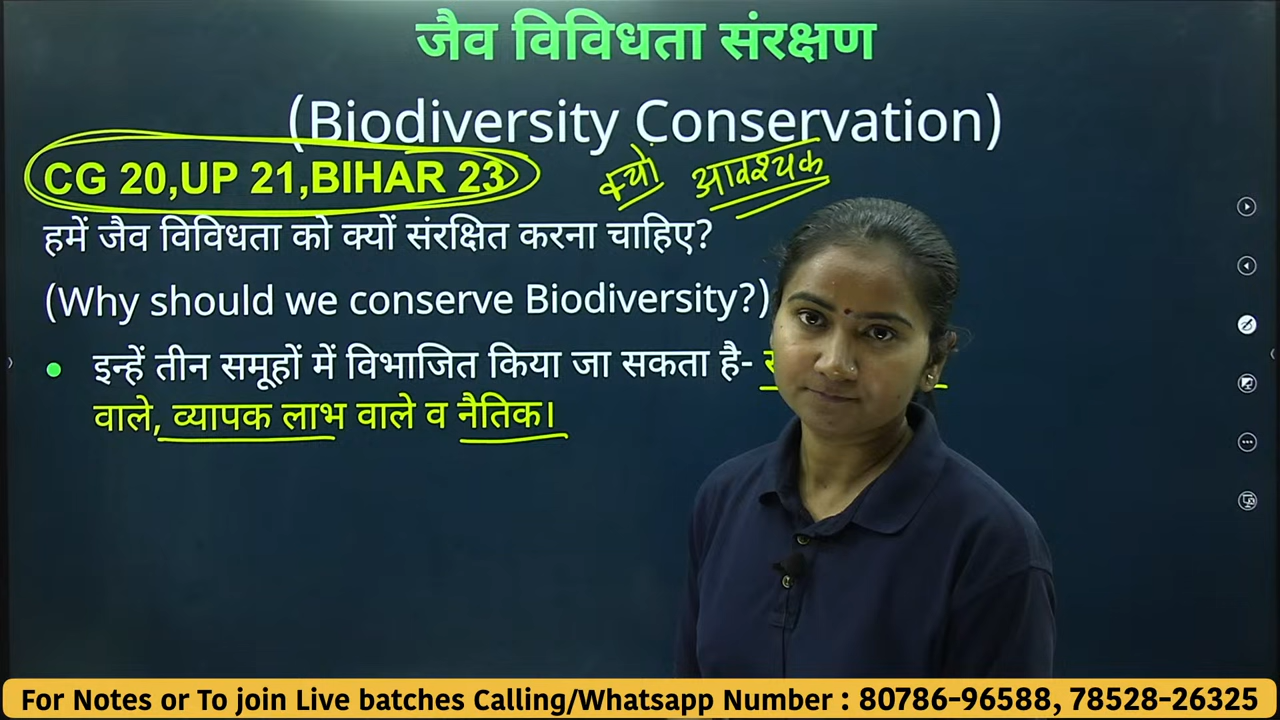 जैव विविधता संरक्षण
(Biodiversity Conservation)
CG 20,UP 21,BIHAR 23
क्यों आवश्यक
हमें जैव विविधता को क्यों संरक्षित करना चाहिए?
(Why should we conserve Biodiversity?)
इन्हें तीन समूहों में विभाजित किया जा सकता है-
वाले, व्यापक लाभ वाले व नैतिक।
For Notes or To join Live batches Calling/Whatsapp Number : 80786-96588, 78528-26325